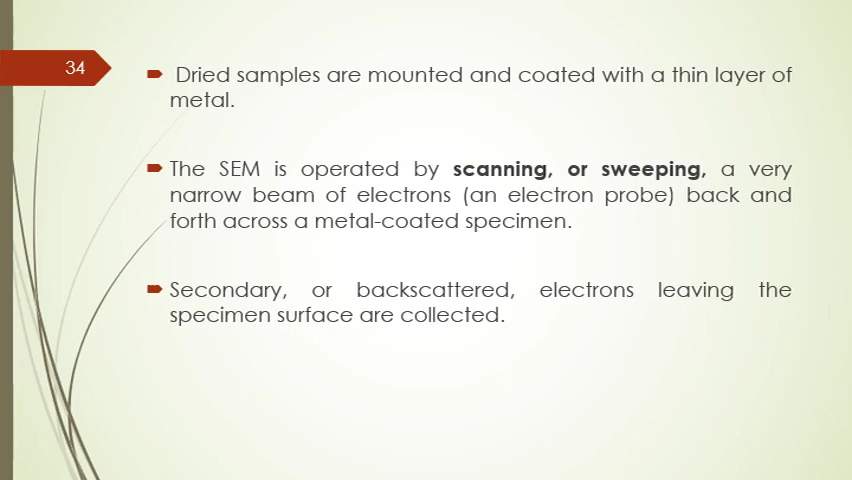 34
Dried samples are mounted and coated with a thin layer of
metal.
The SEM is operated by scanning, or sweeping, a very
narrow beam of electrons (an electron probe) back and
forth across a metal-coated specimen.
Secondary, or backscattered, electrons leaving the
specimen surface are collected.